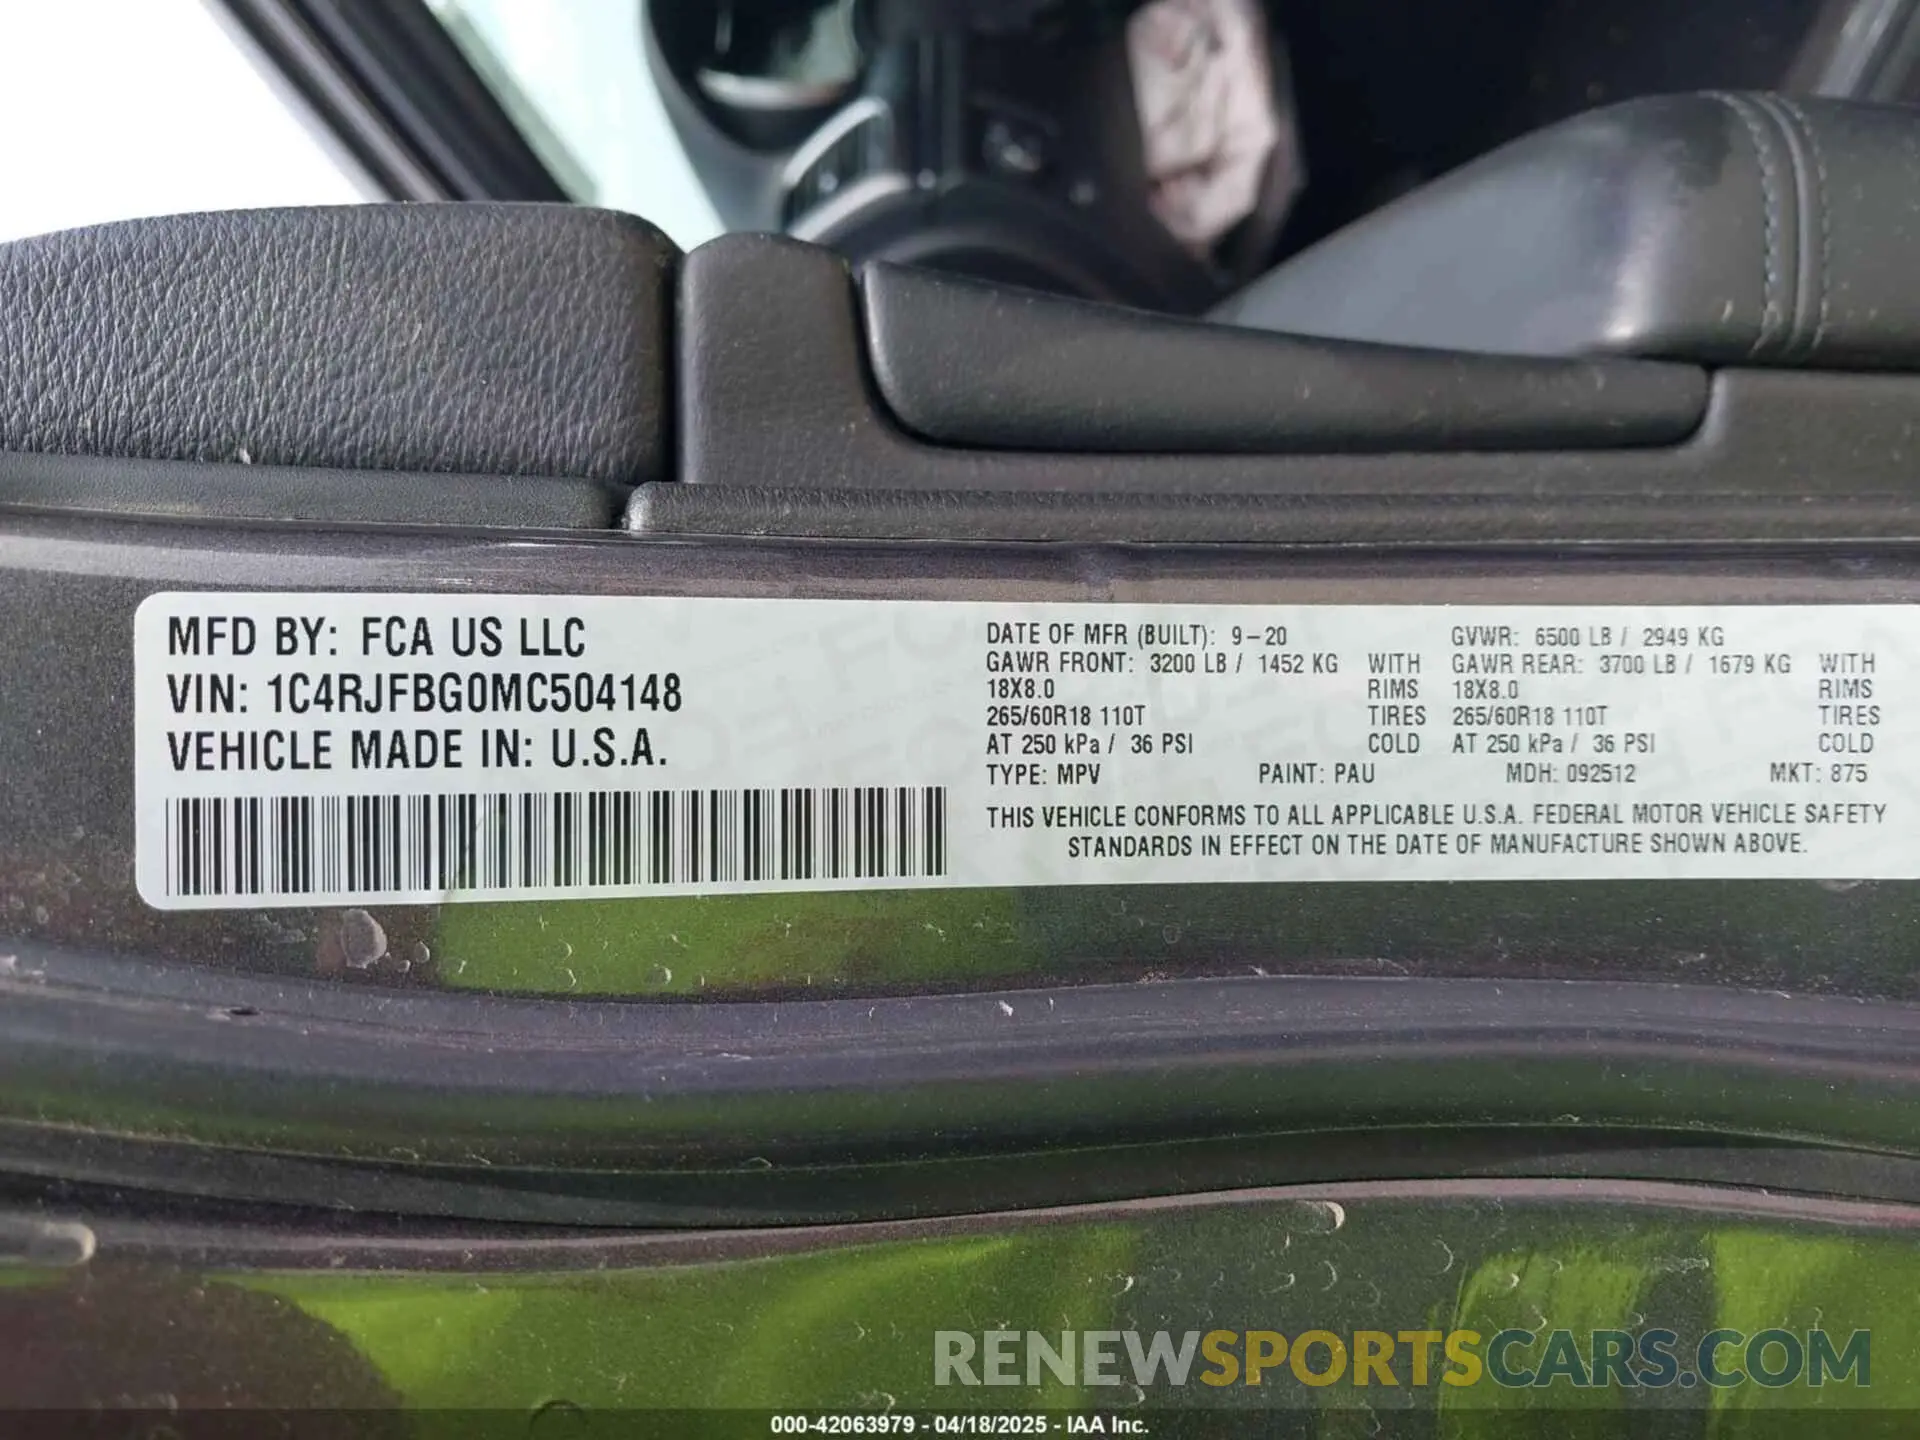 MFD BY: FCA US LLC
VIN: 1C4RJFBG0MC504148
VEHICLE MADE IN: U.S.A.
DATE OF MFR (BUILT): 9-20 GVWR: 6500 LB / 2949 KG
GAWR FRONT: 3200 LB / 1452 KG WITH GAWR REAR: 3700 LB / 1679 KG WITH
18X8.0 RIMS 18X8.0 RIMS
265/60R18 110T TIRES 265/60R18 110T TIRES
AT 250 kPa / 36 PSI COLD AT 250 kPa / 36 PSI COLD
TYPE: MPV PAINT: PAU MDH: 092512 MKT: 875
THIS VEHICLE CONFORMS TO ALL APPLICABLE U.S.A. FEDERAL MOTOR VEHICLE SAFETY
STANDARDS IN EFFECT ON THE DATE OF MANUFACTURE SHOWN ABOVE.
RENEWSPORTSCARS.COM
000-42063979 - 04/18/2025 - IAA Inc.